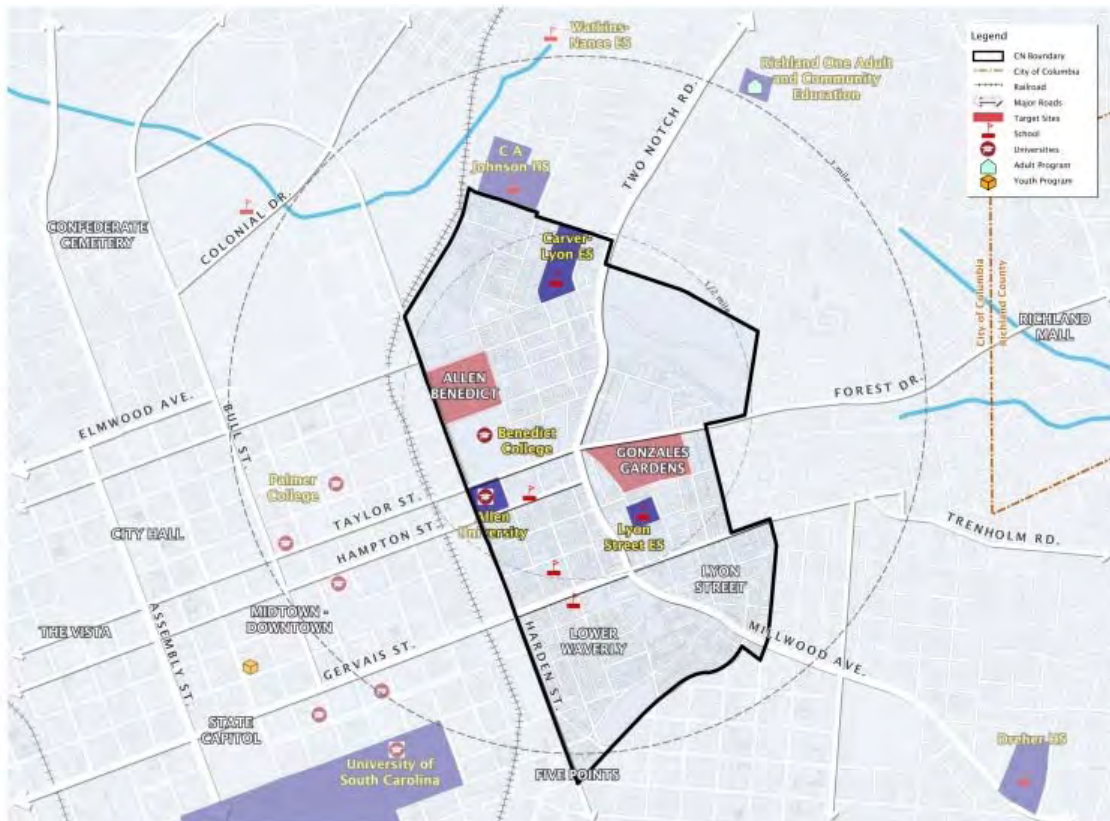 Watkins-
Nance ES
Richland One Adult
and Community
Education
Legend
CN Boundary
City of Columbia
Railroad
Major Roads
Target Sites
School
Universities
Adult Program
Youth Program
TWO NOTCH RD.
1 mile
C A
Johnson HS
COLONIAL DR.
CONFEDERATE
CEMETERY
Carver-
Lyon ES
1/2 mile
City of Columbia
Richland County
RICHLAND
MALL
ALLEN
BENEDICT
FOREST DR.
ELMWOOD AVE.
BULL ST.
Benedict
College
GONZALES
GARDENS
Palmer
College
TAYLOR ST.
Allen
University
Lyon
Street ES
CITY HALL
HAMPTON ST.
TRENHOLM RD.
LYON
STREET
ASSEMBLY ST.
MIDTOWN -
DOWNTOWN
THE VISTA
HARDEN ST.
LOWER
WAVERLY
MILLWOOD AVE.
GERVAIS ST.
STATE
CAPITOL
Dreher HS
University of
South Carolina
FIVE POINTS